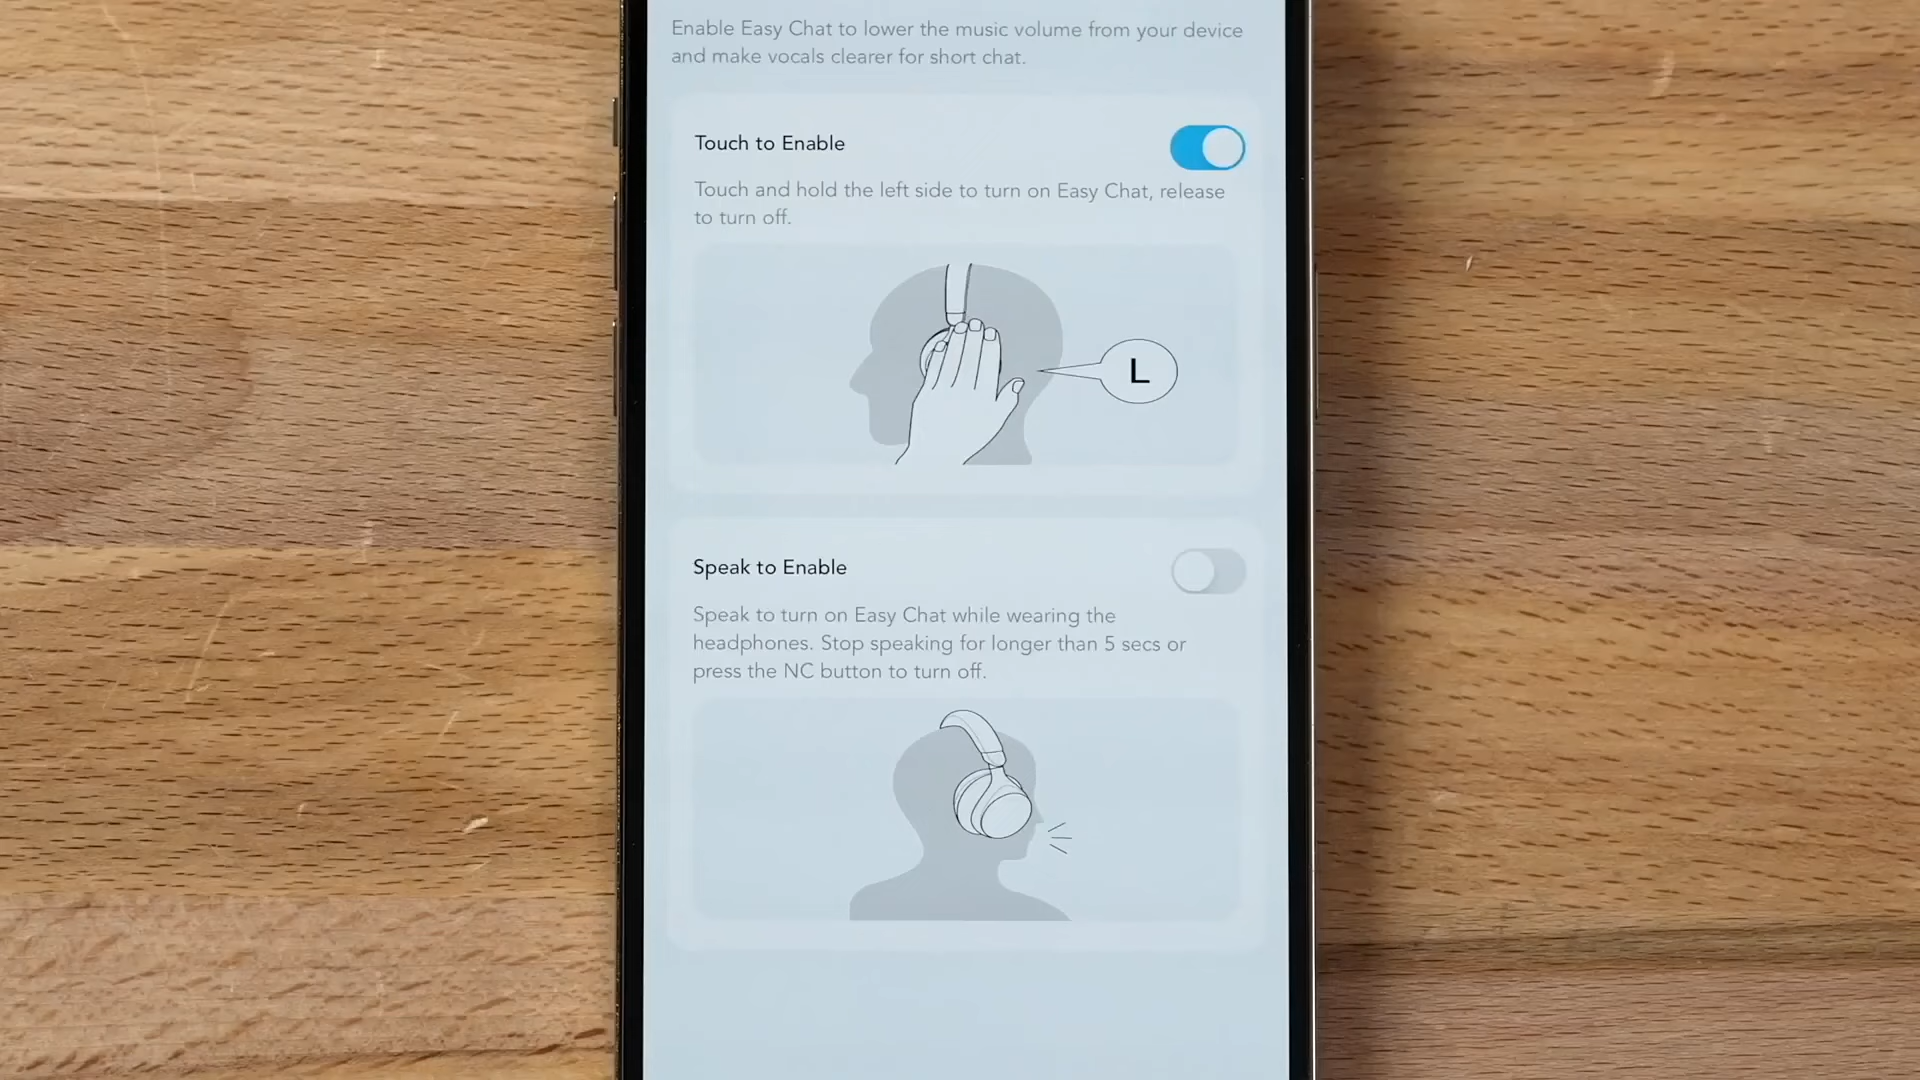 Enable Easy Chat to lower the music volume from your device
and make vocals clearer for short chat.
Touch to Enable
Touch and hold the left side to turn on Easy Chat, release
to turn off.
L
Speak to Enable
Speak to turn on Easy Chat while wearing the
headphones. Stop speaking for longer than 5 secs or
press the NC button to turn off.